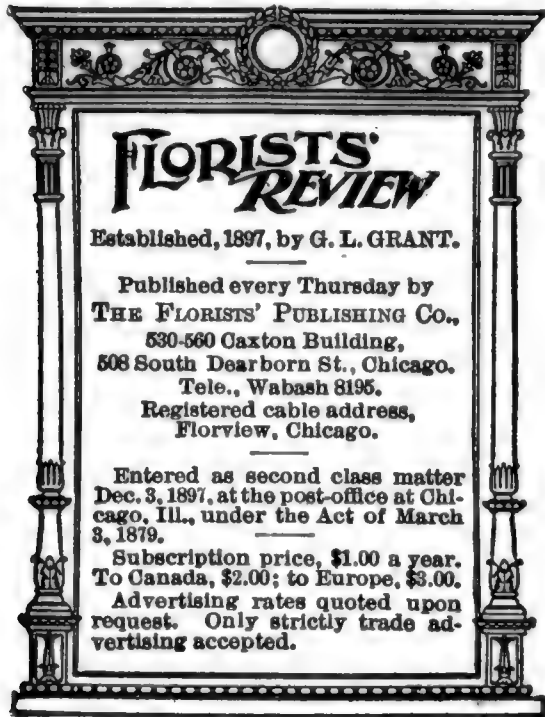 FLORISTS'
REVIEW
Established, 1897, by G. L. GRANT.
Published every Thursday by
THE FLORISTS' PUBLISHING CO.,
530-560 Caxton Building,
508 South Dearborn St., Chicago.
Tele., Wabash 8195.
Registered cable address,
Florview, Chicago.
Entered as second class matter
Dec. 3, 1897, at the post-office at Chi-
cago, Ill., under the Act of March
3, 1879.
Subscription price, $1.00 a year.
To Canada, $2.00; to Europe, $3.00.
Advertising rates quoted upon
request. Only strictly trade ad-
vertising accepted.